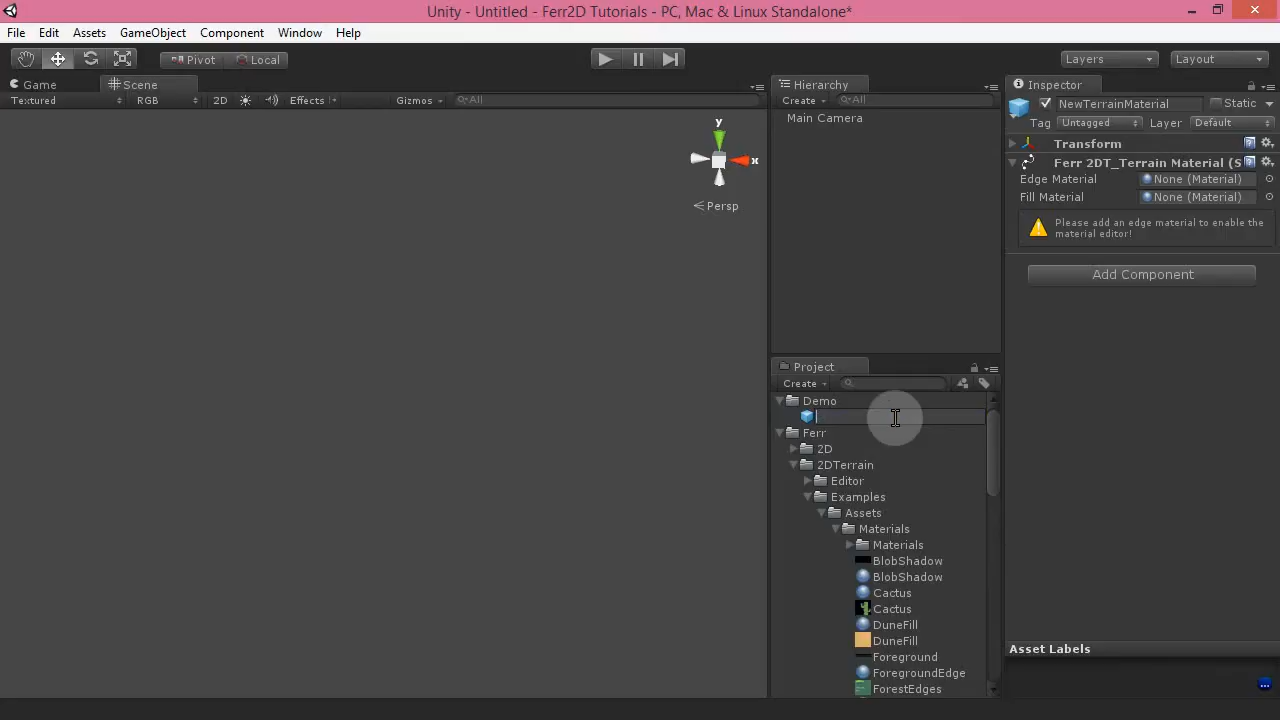 Unity - Untitled - Ferr2D Tutorials - PC, Mac & Linux Standalone*
File Edit Assets GameObject Component Window Help
Pivot Local Layers Layout
Game Scene
Textured RGB 2D Effects Gizmos All
y
x
Persp
Hierarchy
Create All
Main Camera
Project
Create
Demo
Ferr
2D
2DTerrain
Editor
Examples
Assets
Materials
Materials
BlobShadow
BlobShadow
Cactus
Cactus
DuneFill
DuneFill
Foreground
ForegroundEdge
ForestEdges
Inspector
NewTerrainMaterial Static
Tag Untagged Layer Default
Transform
Ferr 2DT_Terrain Material (S
Edge Material None (Material)
Fill Material None (Material)
Please add an edge material to enable the
material editor!
Add Component
Asset Labels